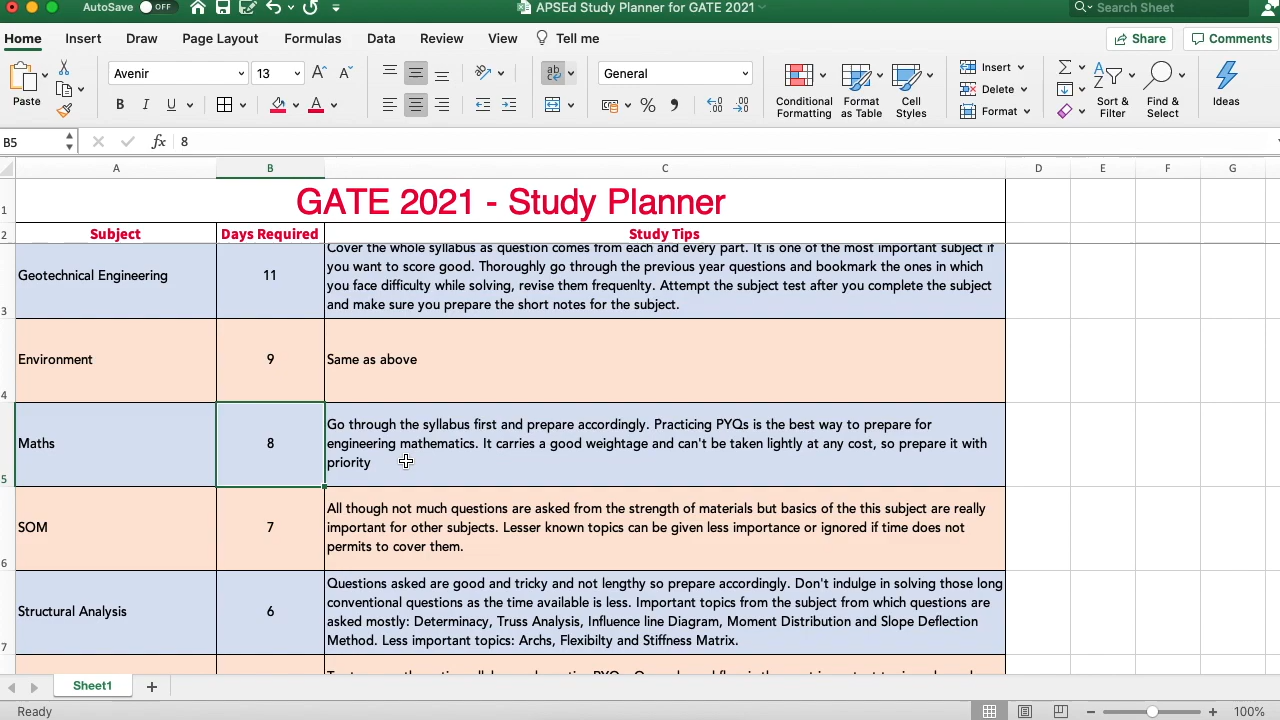 AutoSave OFF
APSEd Study Planner for GATE 2021
Search Sheet
Home Insert Draw Page Layout Formulas Data Review View Tell me
Share Comments
Paste
Avenir 13
General
B I U
Conditional Formatting
Format as Table
Cell Styles
Insert
Delete
Format
Sort & Filter
Find & Select
Ideas
B5 fx 8
A B C D E F G
1 GATE 2021 - Study Planner
2 Subject Days Required Study Tips
3 Geotechnical Engineering 11
Cover the whole syllabus as question comes from each and every part. It is one of the most important subject if
you want to score good. Thoroughly go through the previous year questions and bookmark the ones in which
you face difficulty while solving, revise them frequenlty. Attempt the subject test after you complete the subject
and make sure you prepare the short notes for the subject.
4 Environment 9 Same as above
5 Maths 8
Go through the syllabus first and prepare accordingly. Practicing PYQs is the best way to prepare for
engineering mathematics. It carries a good weightage and can't be taken lightly at any cost, so prepare it with
priority
6 SOM 7
All though not much questions are asked from the strength of materials but basics of the this subject are really
important for other subjects. Lesser known topics can be given less importance or ignored if time does not
permits to cover them.
7 Structural Analysis 6
Questions asked are good and tricky and not lengthy so prepare accordingly. Don't indulge in solving those long
conventional questions as the time available is less. Important topics from the subject from which questions are
asked mostly: Determinacy, Truss Analysis, Influence line Diagram, Moment Distribution and Slope Deflection
Method. Less important topics: Archs, Flexibilty and Stiffness Matrix.
Sheet1
Ready
100%